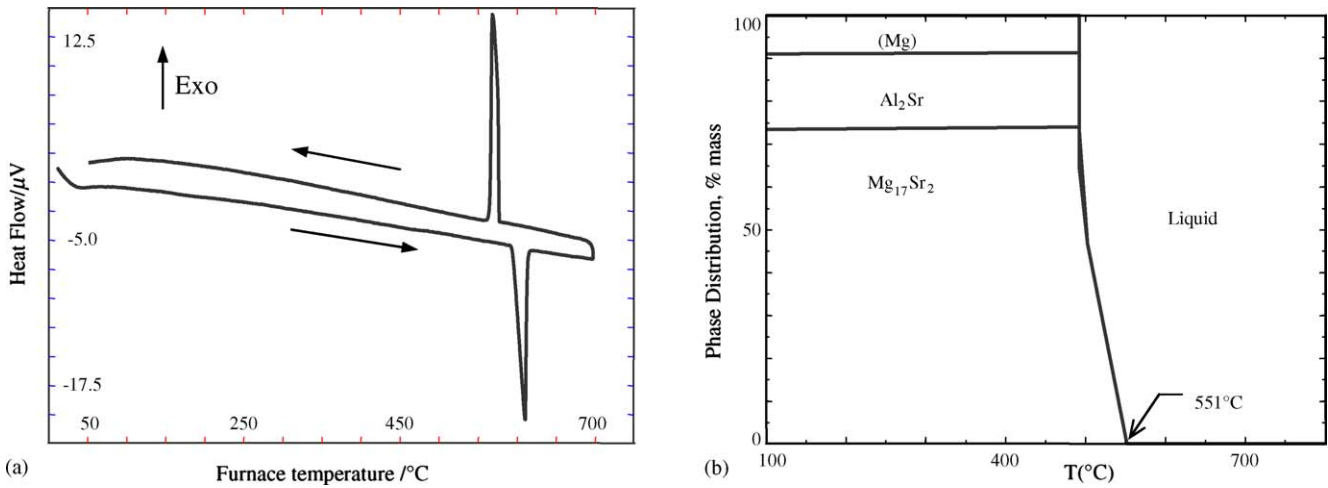 12.5
Exo
Heat Flow/μV
-5.0
-17.5
50 250 450 700
(a)
Furnace temperature /°C
100
(Mg)
Al₂Sr
Mg₁₇Sr₂
Phase Distribution, % mass
50
Liquid
551°C
0
100 400 700
(b)
T(°C)